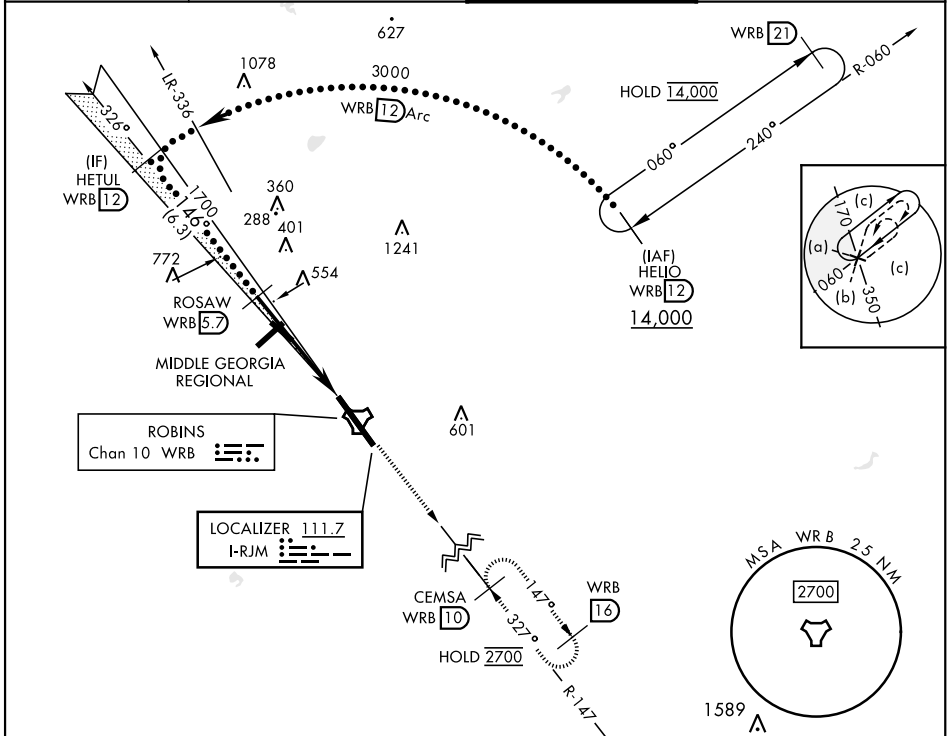 627
WRB 21
R-060
1078
3000
LR-336
WRB 12 Arc
HOLD 14,000
060°
240°
326°
(IF)
HETUL
WRB 12
1700
146°
(6.3)
360
288
401
1241
772
554
ROSAW
WRB 5.7
(IAF)
HELIO
WRB 12
14,000
170
(c)
(a)
060
(b)
350
(c)
MIDDLE GEORGIA
REGIONAL
ROBINS
Chan 10 WRB
601
LOCALIZER 111.7
I-RJM
CEMSA
WRB 10
147°
327°
WRB
16
HOLD 2700
R-147
MSA WRB 25 NM
2700
1589